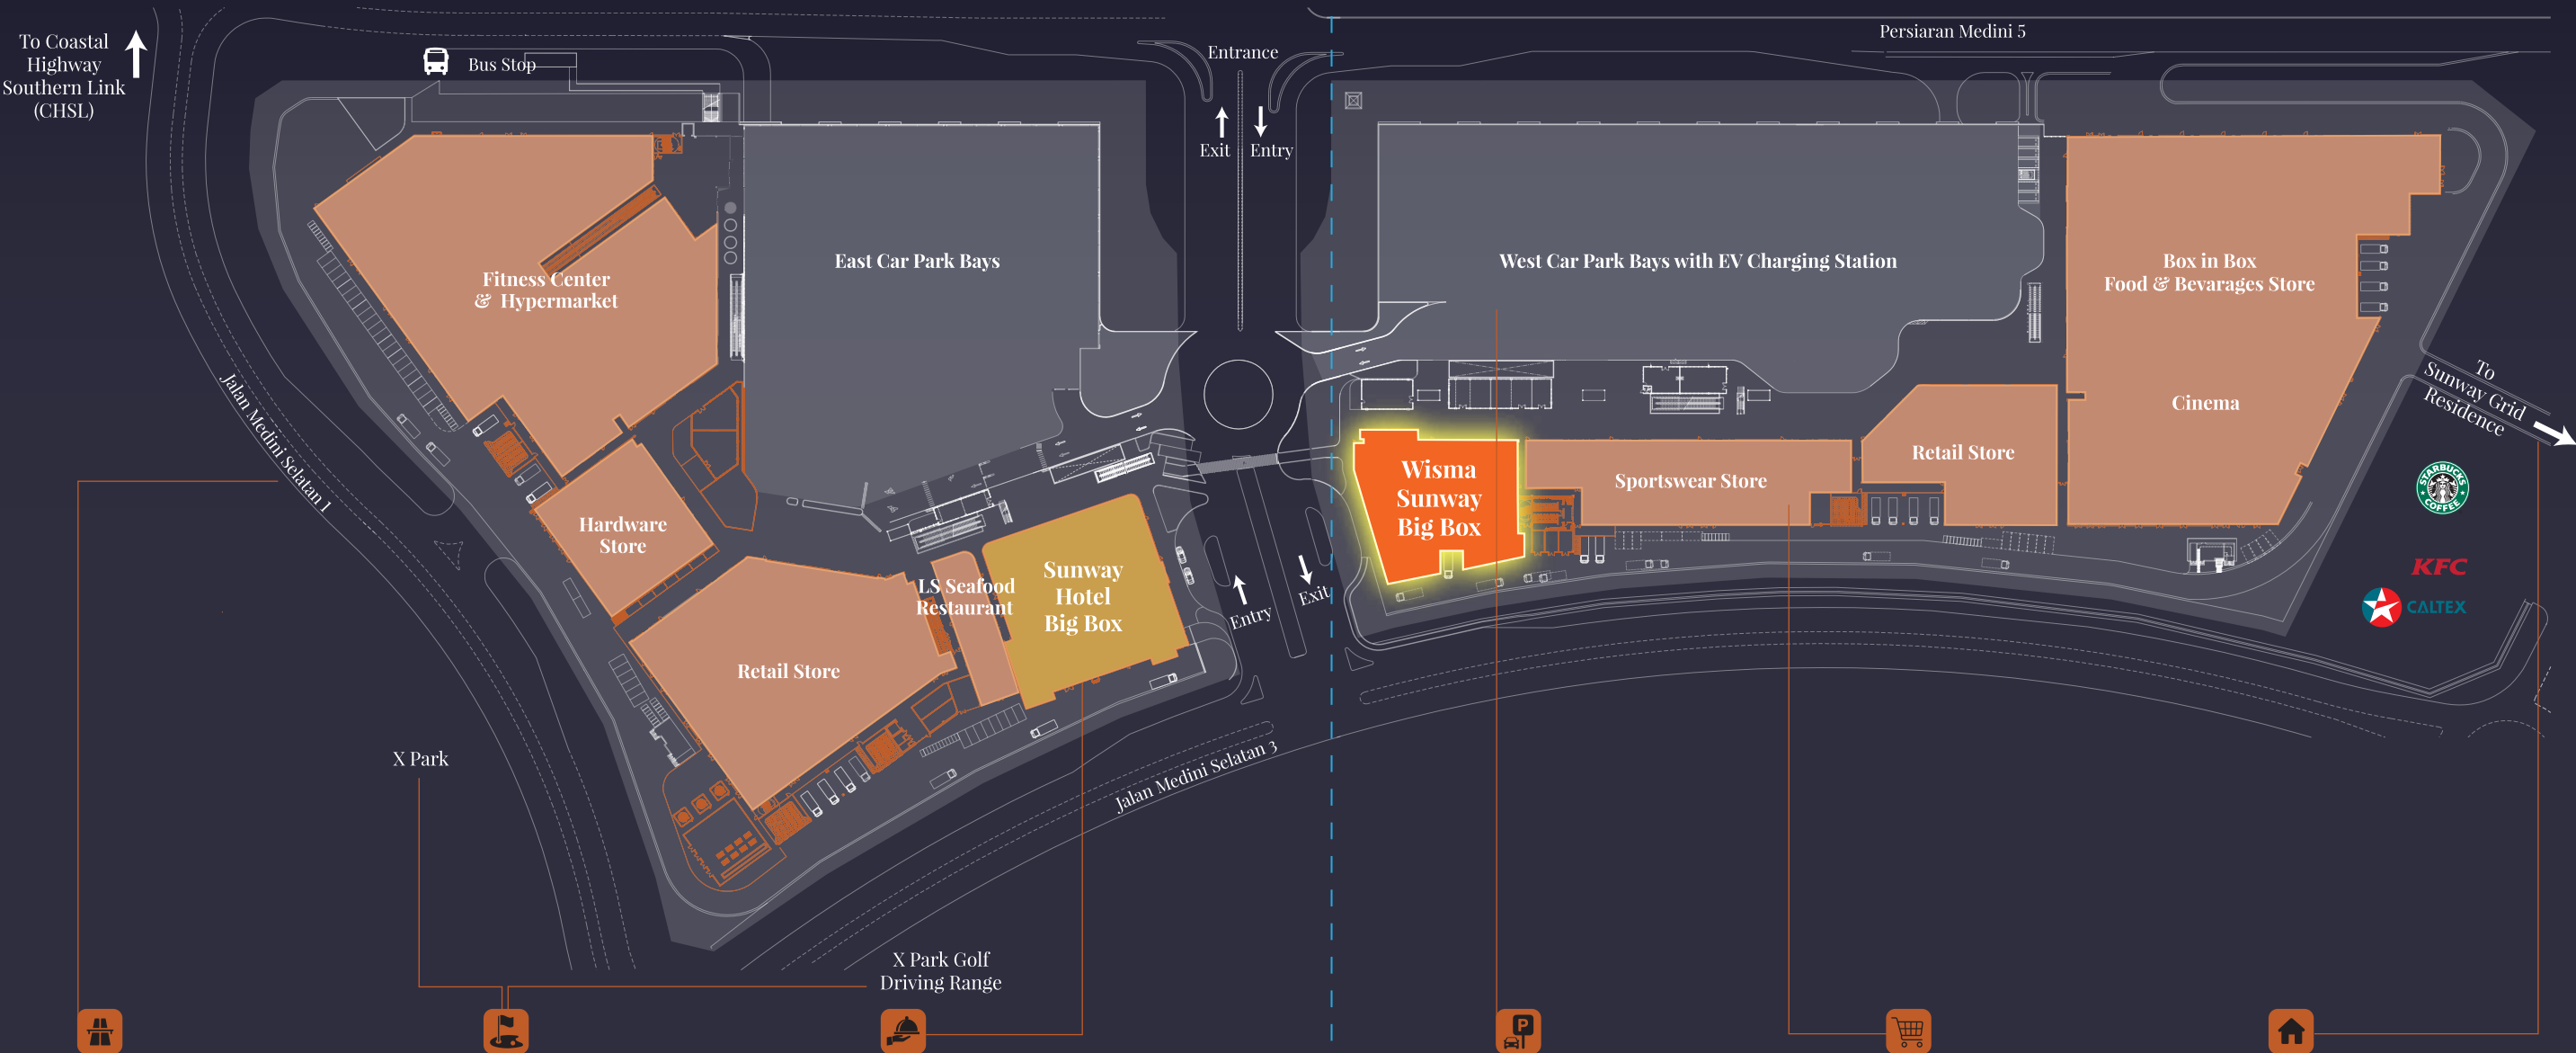 To Coastal
Highway
Southern Link
(CHSL)
Bus Stop
Entrance
Exit
Entry
Persiaran Medini 5
Fitness Center
& Hypermarket
East Car Park Bays
West Car Park Bays with EV Charging Station
Box in Box
Food & Bevarages Store
Cinema
To
Sunway Grid
Residence
Jalan Medini Selatan 1
Hardware
Store
Retail Store
LS Seafood
Restaurant
Sunway
Hotel
Big Box
Entry
Exit
Wisma
Sunway
Big Box
Sportswear Store
Retail Store
STARBUCKS
COFFEE
KFC
CALTEX
Jalan Medini Selatan 3
X Park
X Park Golf
Driving Range
P